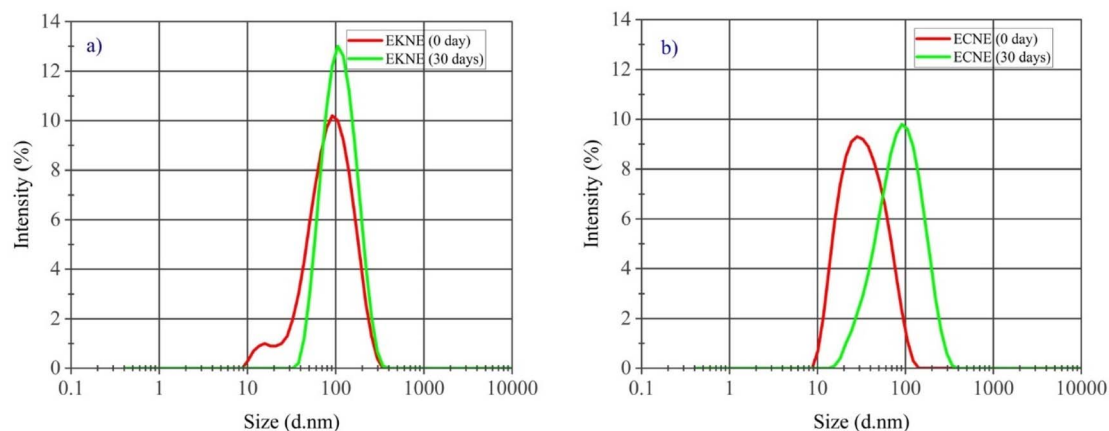 a)
EKNE (0 day)
EKNE (30 days)
14
12
10
8
6
4
2
0
Intensity (%)
0.1
1
10
100
1000
10000
Size (d.nm)
b)
ECNE (0 day)
ECNE (30 days)
14
12
10
8
6
4
2
0
Intensity (%)
0.1
1
10
100
1000
10000
Size (d.nm)